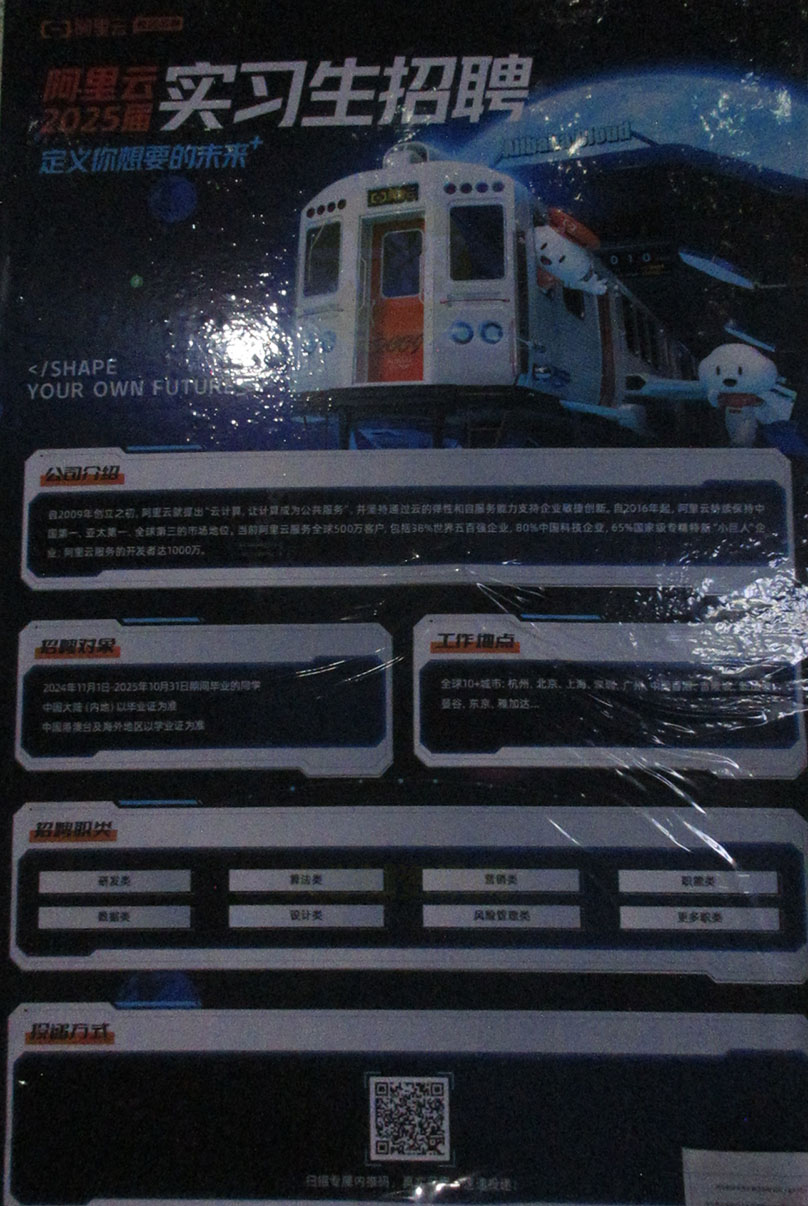 阿里云
阿里云
2025届
实习生招聘
定义你想要的未来+
Alibaba Cloud
</SHAPE
YOUR OWN FUTURE
公司介绍
自2009年创立之初，阿里云就提出“云计算，让计算成为公共服务”，并坚持通过云的弹性和自服务能力支持企业敏捷创新。自2016年起，阿里云始终保持中
国第一、亚太第一、全球第三的市场地位。当前阿里云服务全球500万客户，包括38%世界五百强企业，80%中国科技企业，65%国家级专精特新“小巨人”企
业；阿里云服务的开发者达1000万。
招聘对象
2024年11月1日-2025年10月31日期间毕业的同学
中国大陆（内地）以毕业证为准
中国港澳台及海外地区以学业证为准
工作地点
全球10+城市：杭州、北京、上海、深圳、广州、中国香港、
曼谷、东京、雅加达...
招聘职类
研发类
算法类
营销类
职能类
数据类
设计类
风险管理类
更多职类
投递方式
扫描专属内推码，